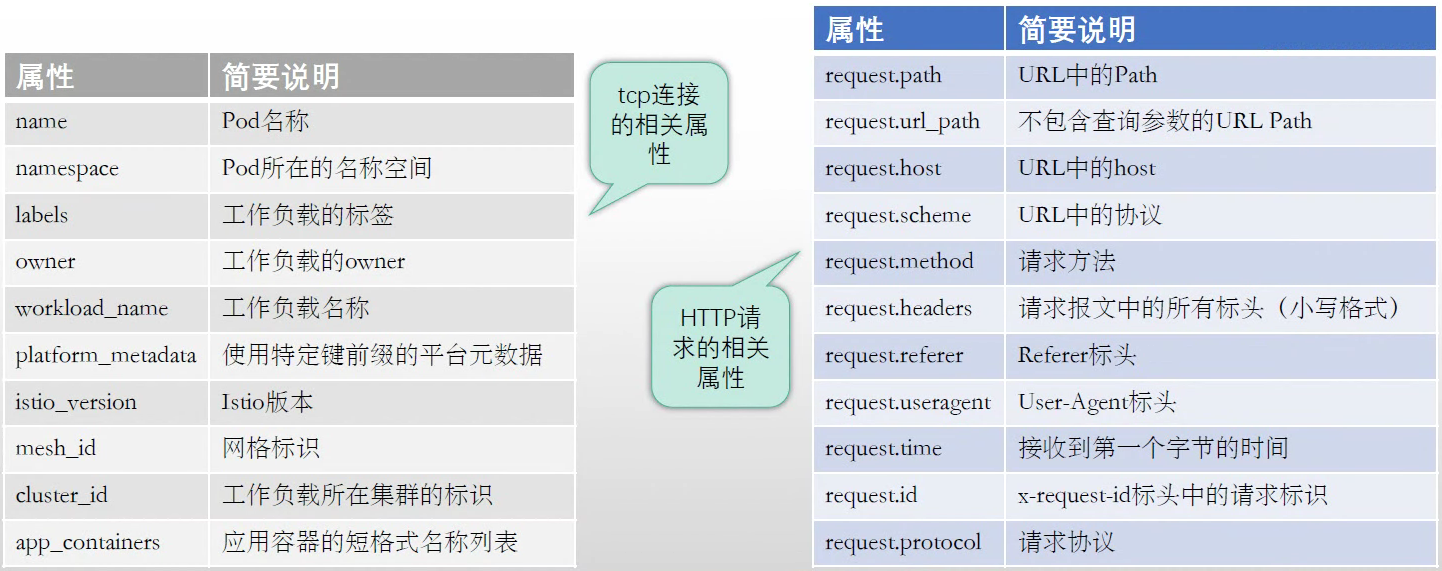 属性 简要说明
name Pod名称
namespace Pod所在的名称空间
labels 工作负载的标签
owner 工作负载的owner
workload_name 工作负载名称
platform_metadata 使用特定键前缀的平台元数据
istio_version Istio版本
mesh_id 网格标识
cluster_id 工作负载所在集群的标识
app_containers 应用容器的短格式名称列表
tcp连接
的相关属
性
HTTP请
求的相关
属性
属性 简要说明
request.path URL中的Path
request.url_path 不包含查询参数的URL Path
request.host URL中的host
request.scheme URL中的协议
request.method 请求方法
request.headers 请求报文中的所有标头（小写格式）
request.referer Referer标头
request.useragent User-Agent标头
request.time 接收到第一个字节的时间
request.id x-request-id标头中的请求标识
request.protocol 请求协议